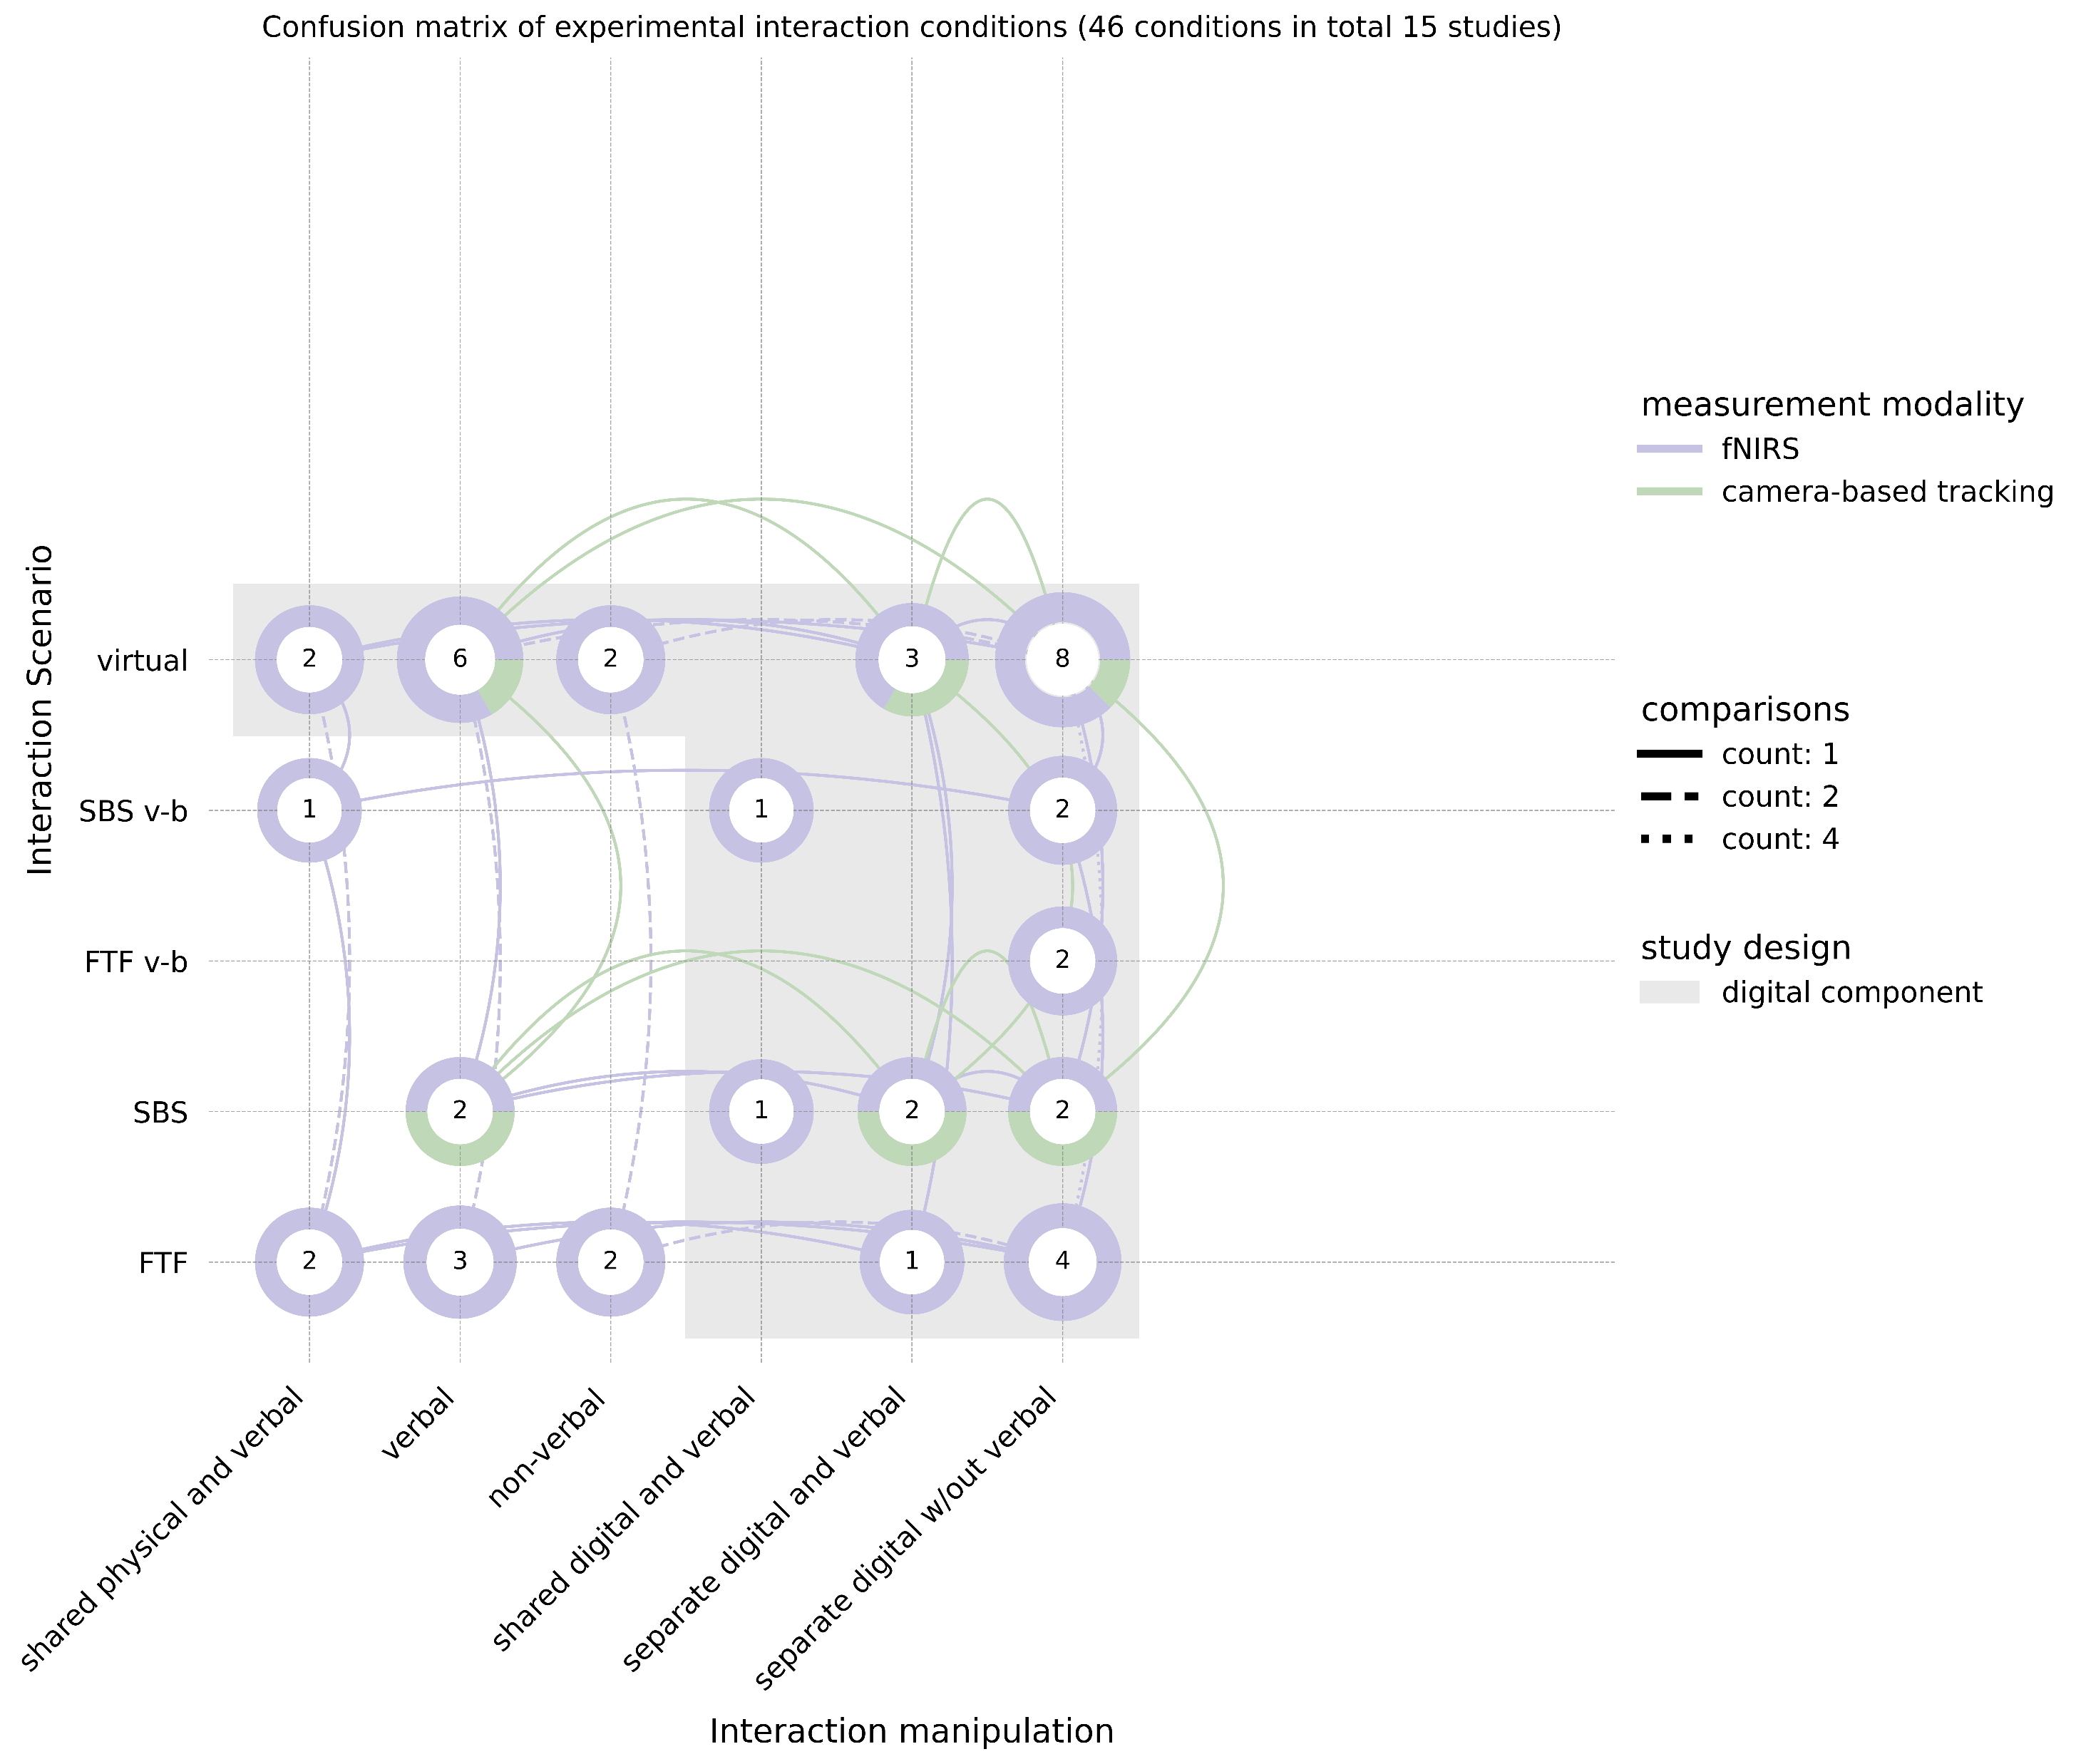 Confusion matrix of experimental interaction conditions (46 conditions in total 15 studies)
measurement modality
fNIRS
camera-based tracking
Interaction Scenario
virtual
2
6
2
3
8
SBS v-b
1
1
2
comparisons
count: 1
count: 2
count: 4
FTF v-b
2
study design
digital component
SBS
2
1
2
2
FTF
2
3
2
1
4
shared physical and verbal
verbal
non-verbal
shared digital and verbal
separate digital and verbal
separate digital w/out verbal
Interaction manipulation